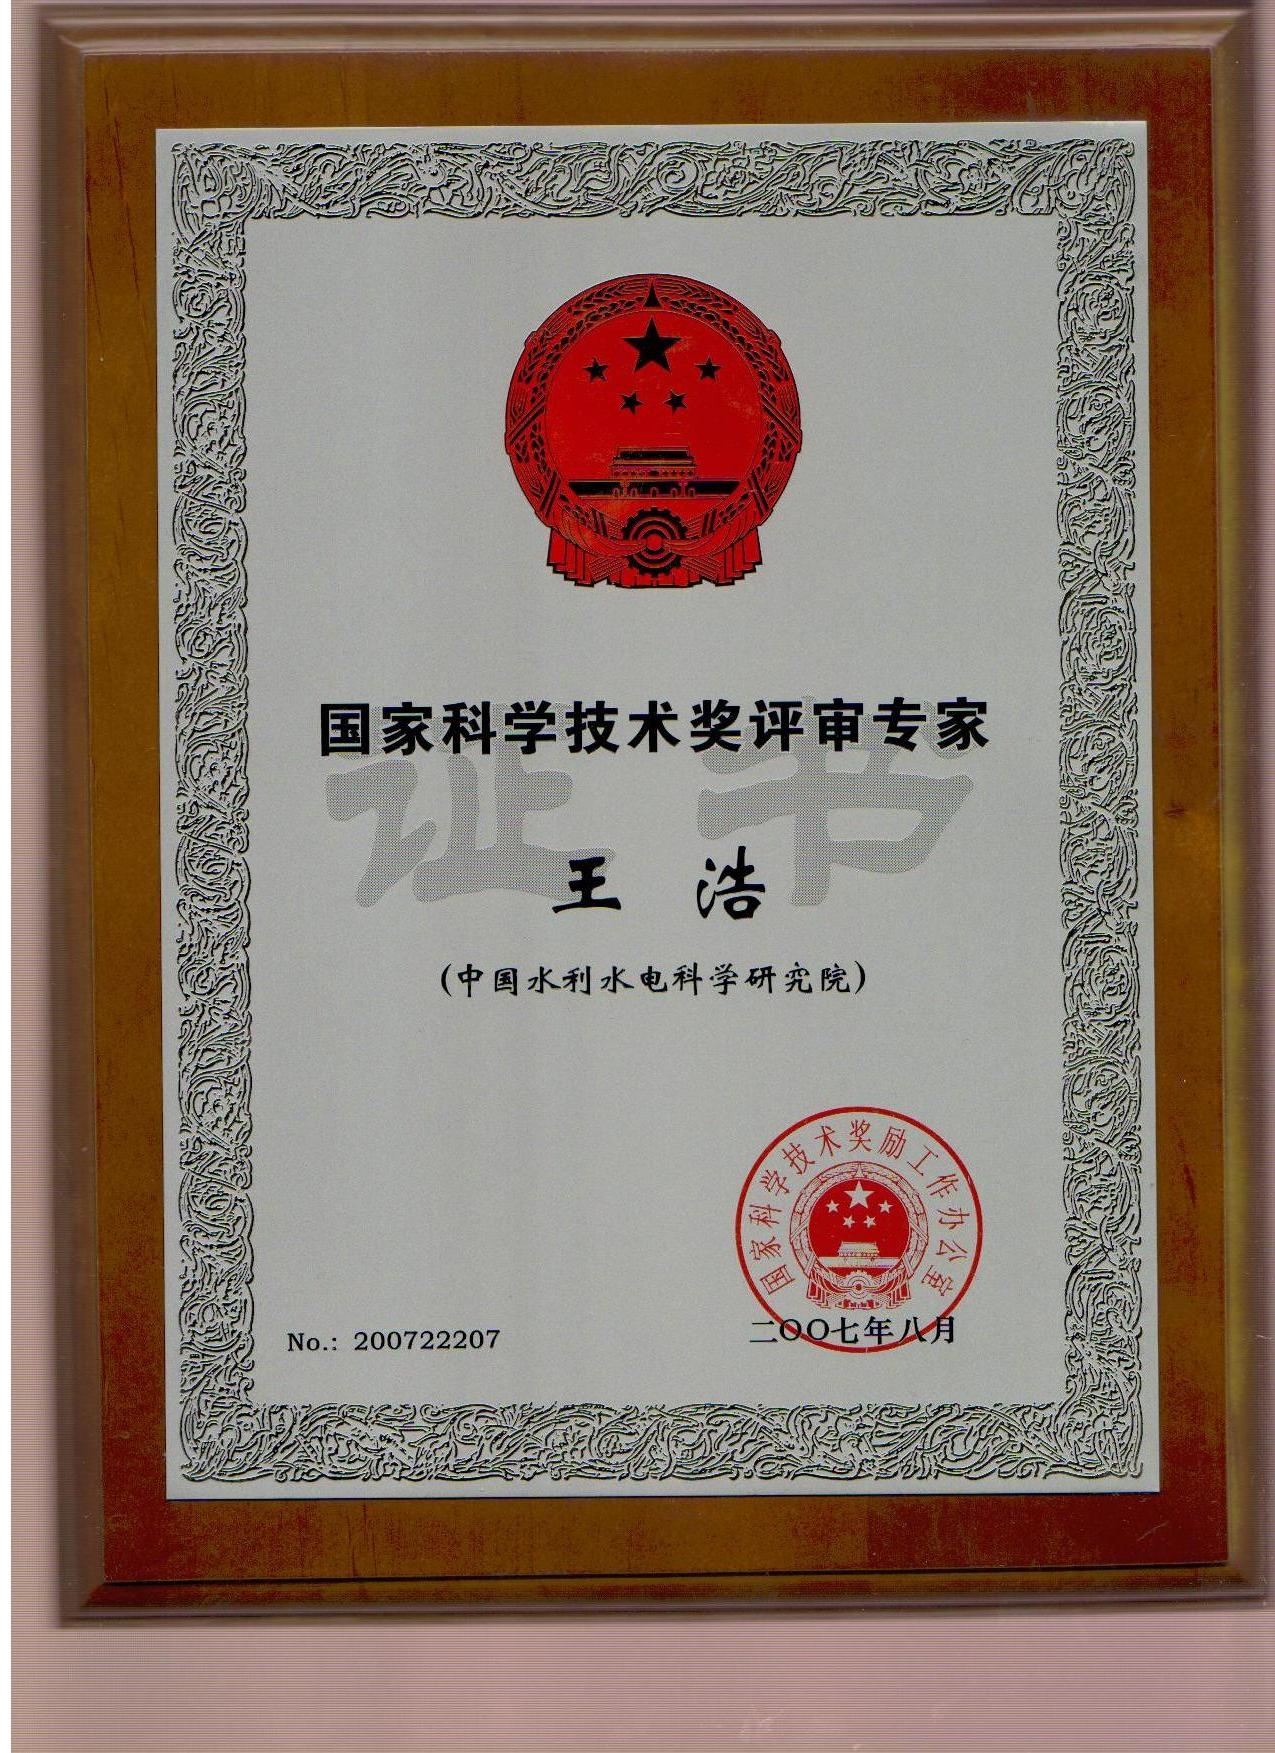 国家科学技术奖评审专家
证书
王 浩
(中国水利水电科学研究院)
国家科学技术奖励工作办公室
No.: 200722207
二〇〇七年八月